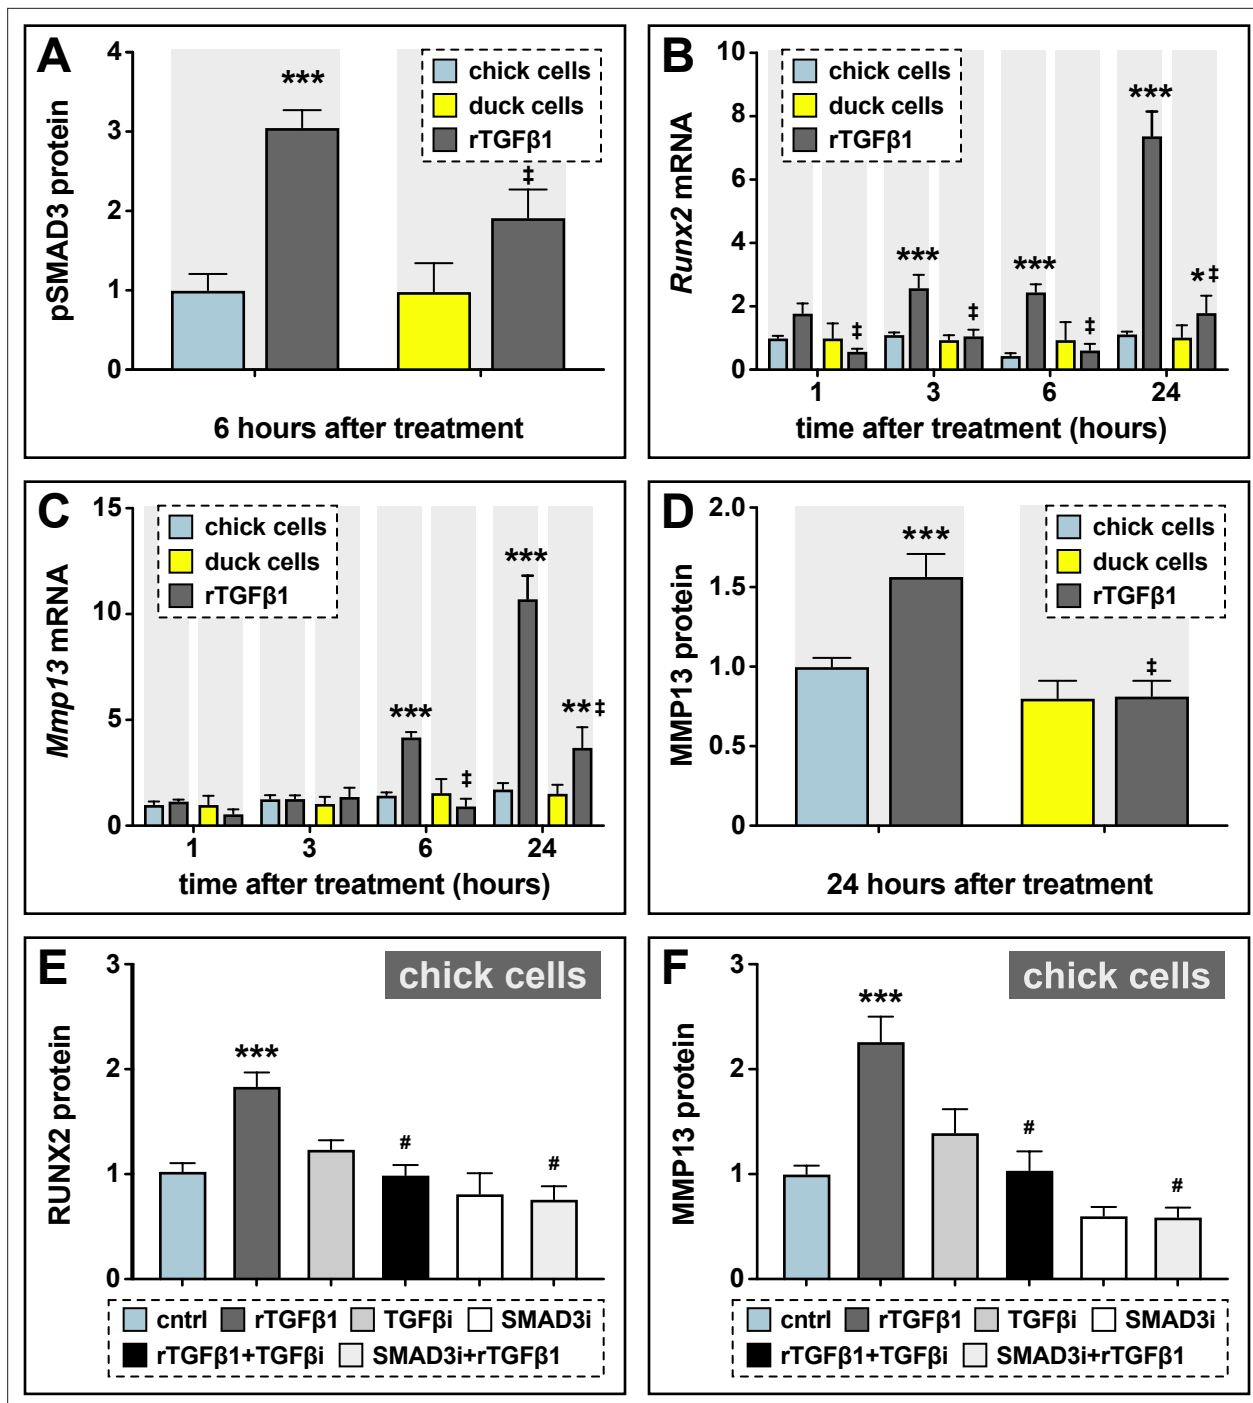 A
pSMAD3 protein
4
3
2
1
0
***
‡
chick cells
duck cells
rTGFβ1
6 hours after treatment
B
Runx2 mRNA
10
8
6
4
2
0
chick cells
duck cells
rTGFβ1
‡
***
‡
***
‡
***
*‡
1 3 6 24
time after treatment (hours)
C
Mmp13 mRNA
15
10
5
0
chick cells
duck cells
rTGFβ1
***
‡
***
**‡
1 3 6 24
time after treatment (hours)
D
MMP13 protein
2.0
1.5
1.0
0.5
0
***
‡
chick cells
duck cells
rTGFβ1
24 hours after treatment
E
RUNX2 protein
3
2
1
0
chick cells
***
#
#
cntrl rTGFβ1 TGFβi SMAD3i
rTGFβ1+TGFβi SMAD3i+rTGFβ1
F
MMP13 protein
3
2
1
0
chick cells
***
#
#
cntrl rTGFβ1 TGFβi SMAD3i
rTGFβ1+TGFβi SMAD3i+rTGFβ1